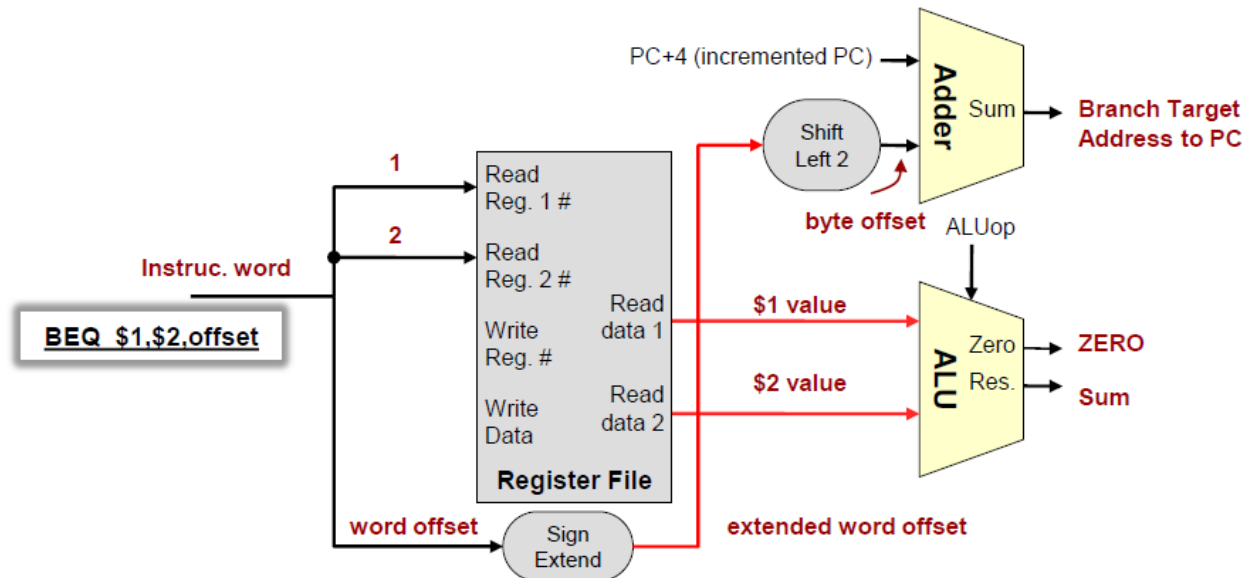 PC+4 (incremented PC)
Adder
Sum
Branch Target
Address to PC
Shift
Left 2
byte offset
ALUop
1
2
Instruc. word
BEQ $1,$2,offset
Read
Reg. 1 #
Read
Reg. 2 #
Write
Reg. #
Write
Data
Read
data 1
Read
data 2
Register File
$1 value
$2 value
ALU
Zero
Res.
ZERO
Sum
word offset
Sign
Extend
extended word offset